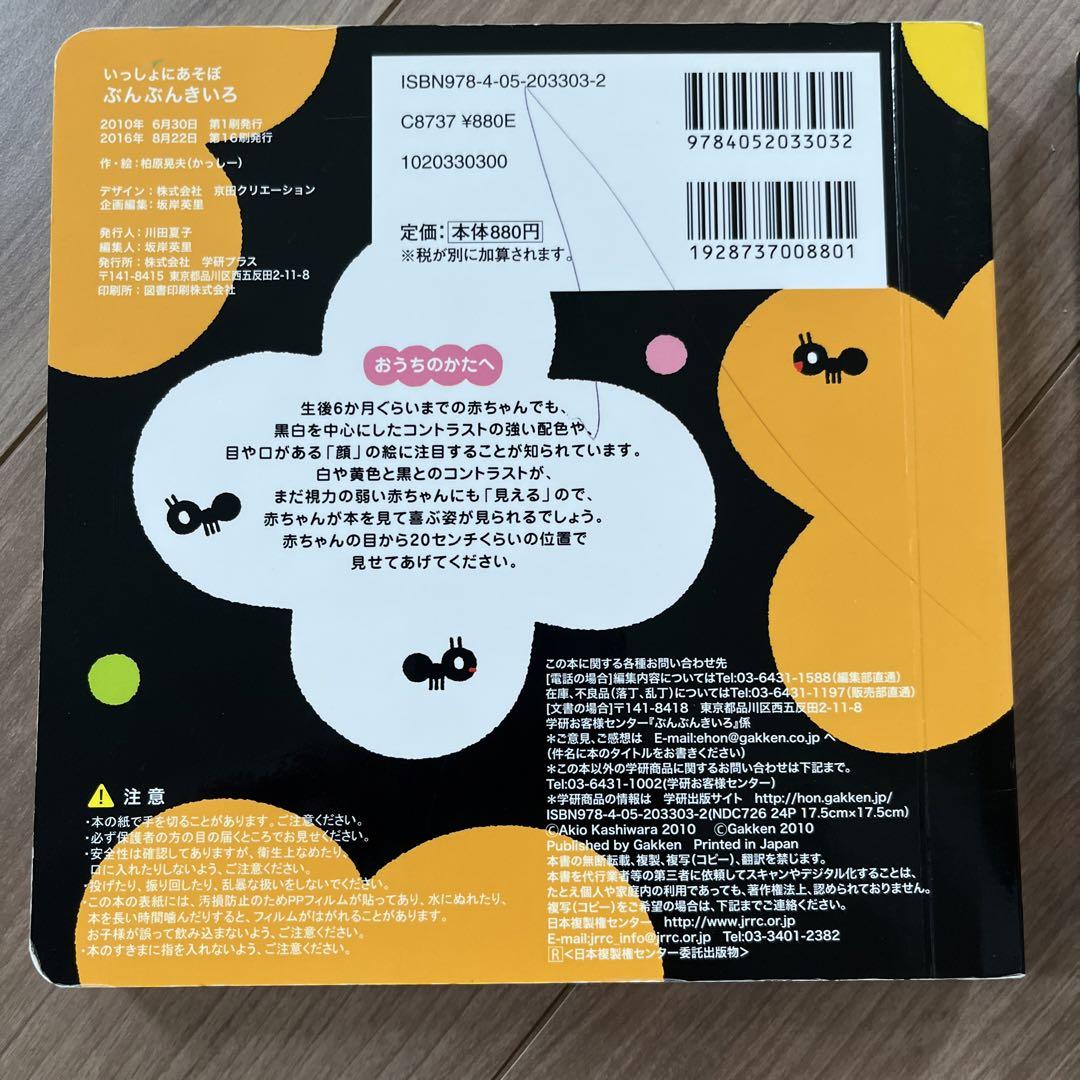 いっしょにあそぼ
ぶんぶんきいろ
2010年 6月30日 第1刷発行
2016年 8月22日 第16刷発行
作・絵：柏原晃夫(かっしー)
デザイン：株式会社 京田クリエーション
企画編集：坂岸英里
発行人：川田夏子
編集人：坂岸英里
発行所：株式会社 学研プラス
〒141-8415 東京都品川区西五反田2-11-8
印刷所：図書印刷株式会社
ISBN978-4-05-203303-2
C8737 ¥880E
1020330300
定価：本体880円
※税が別に加算されます。
9784052033032
1928737008801
おうちのかたへ
生後6か月ぐらいまでの赤ちゃんでも、
黒白を中心にしたコントラストの強い配色や、
目や口がある「顔」の絵に注目することが知られています。
白や黄色と黒とのコントラストが、
まだ視力の弱い赤ちゃんにも「見える」ので、
赤ちゃんが本を見て喜ぶ姿が見られるでしょう。
赤ちゃんの目から20センチくらいの位置で
見せてあげてください。
注意
・本の紙で手を切ることがあります。ご注意ください。
・必ず保護者の方の目の届くところでお見せください。
・安全性は確認してありますが、衛生上なめたり、
口に入れたりしないよう、ご注意ください。
・投げたり、振り回したり、乱暴な扱いをしないでください。
・この本の表紙には、汚損防止のためPPフィルムが貼ってあり、水にぬれたり、
本を長い時間噛んだりすると、フィルムがはがれることがあります。
お子様が誤って飲み込まないよう、ご注意ください。
・本のすきまに指を入れないよう、ご注意ください。
この本に関する各種お問い合わせ先
[電話の場合]編集内容についてはTel:03-6431-1588(編集部直通)
在庫、不良品(落丁、乱丁)についてはTel:03-6431-1197(販売部直通)
[文書の場合]〒141-8418 東京都品川区西五反田2-11-8
学研お客様センター『ぶんぶんきいろ』係
＊ご意見、ご感想は E-mail:ehon@gakken.co.jp へ
(件名に本のタイトルをお書きください)
＊この本以外の学研商品に関するお問い合わせは下記まで。
Tel:03-6431-1002(学研お客様センター)
＊学研商品の情報は 学研出版サイト http://hon.gakken.jp/
ISBN978-4-05-203303-2(NDC726 24P 17.5cm×17.5cm)
©Akio Kashiwara 2010 ©Gakken 2010
Published by Gakken Printed in Japan
本書の無断転載、複製、複写(コピー)、翻訳を禁じます。
本書を代行業者等の第三者に依頼してスキャンやデジタル化することは、
たとえ個人や家庭内の利用であっても、著作権法上、認められておりません。
複写(コピー)をご希望の場合は、下記までご連絡ください。
日本複製権センター http://www.jrrc.or.jp
E-mail:jrrc_info@jrrc.or.jp Tel:03-3401-2382
R<日本複製権センター委託出版物>